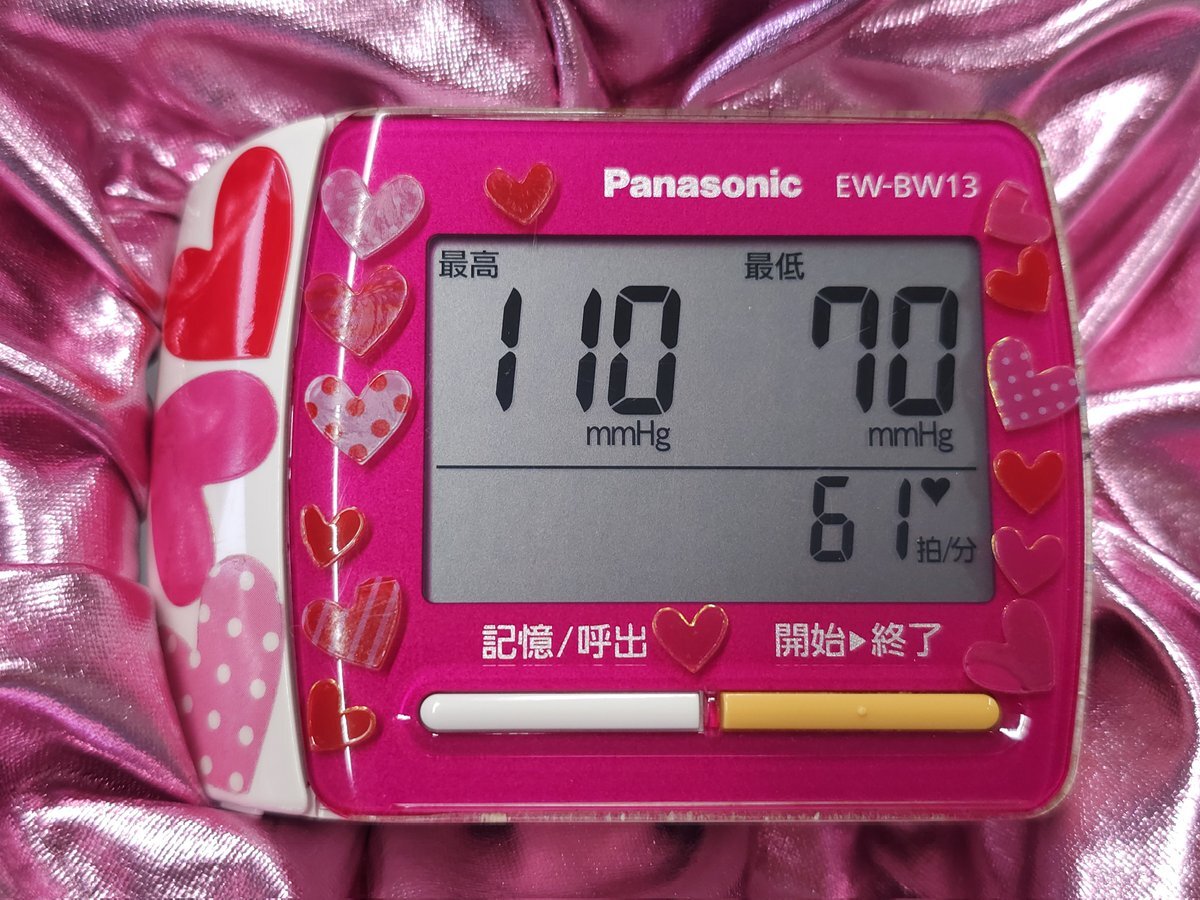 Panasonic EW-BW13
最高 最低
110 70
mmHg mmHg
61♥
拍/分
記憶/呼出 開始▶終了